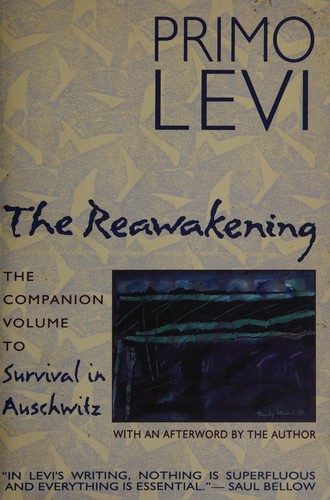 PRIMO
LEVI
The Reawakening
THE
COMPANION
VOLUME
TO
Survival in
Auschwitz
WITH AN AFTERWORD BY THE AUTHOR
"IN LEVI'S WRITING, NOTHING IS SUPERFLUOUS
AND EVERYTHING IS ESSENTIAL."— SAUL BELLOW